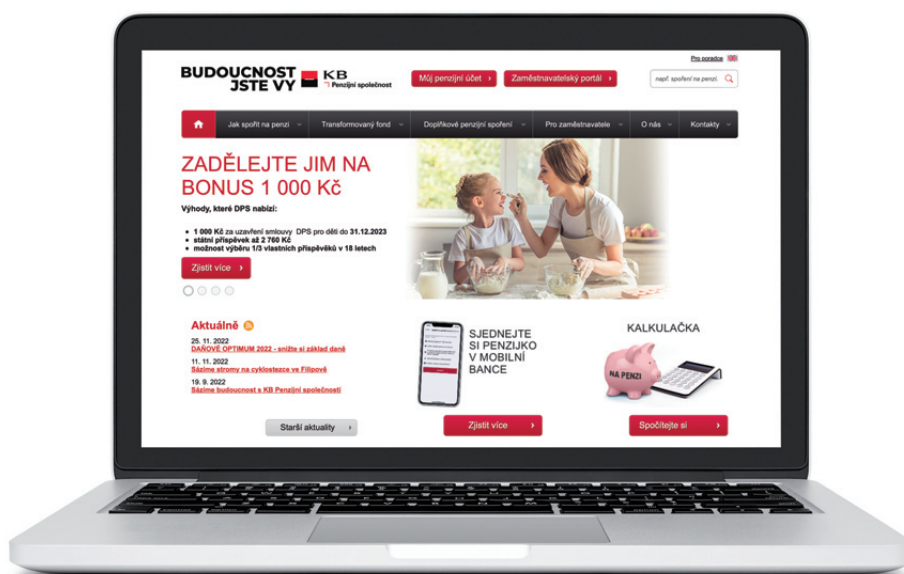 Pro poradce
BUDOUCNOST
JSTE VY
KB
Penzijní společnost
Můj penzijní účet ›
Zaměstnavatelský portál ›
např. spoření na penzi.
Jak spořit na penzi
Transformovaný fond
Doplňkové penzijní spoření
Pro zaměstnavatele
O nás
Kontakty
ZADĚLEJTE JIM NA
BONUS 1 000 Kč
Výhody, které DPS nabízí:
• 1 000 Kč za uzavření smlouvy DPS pro děti do 31.12.2023
• státní příspěvek až 2 760 Kč
• možnost výběru 1/3 vlastních příspěvěků v 18 letech
Zjistit více ›
Aktuálně
25. 11. 2022
DAŇOVÉ OPTIMUM 2022 - snižte si základ daně
11. 11. 2022
Sázíme stromy na cyklostezce ve Filipově
19. 9. 2022
Sázíme budoucnost s KB Penzijní společností
Starší aktuality ›
SJEDNEJTE
SI PENZIJKO
V MOBILNÍ
BANCE
Zjistit více ›
KALKULAČKA
NA PENZI
Spočítejte si ›